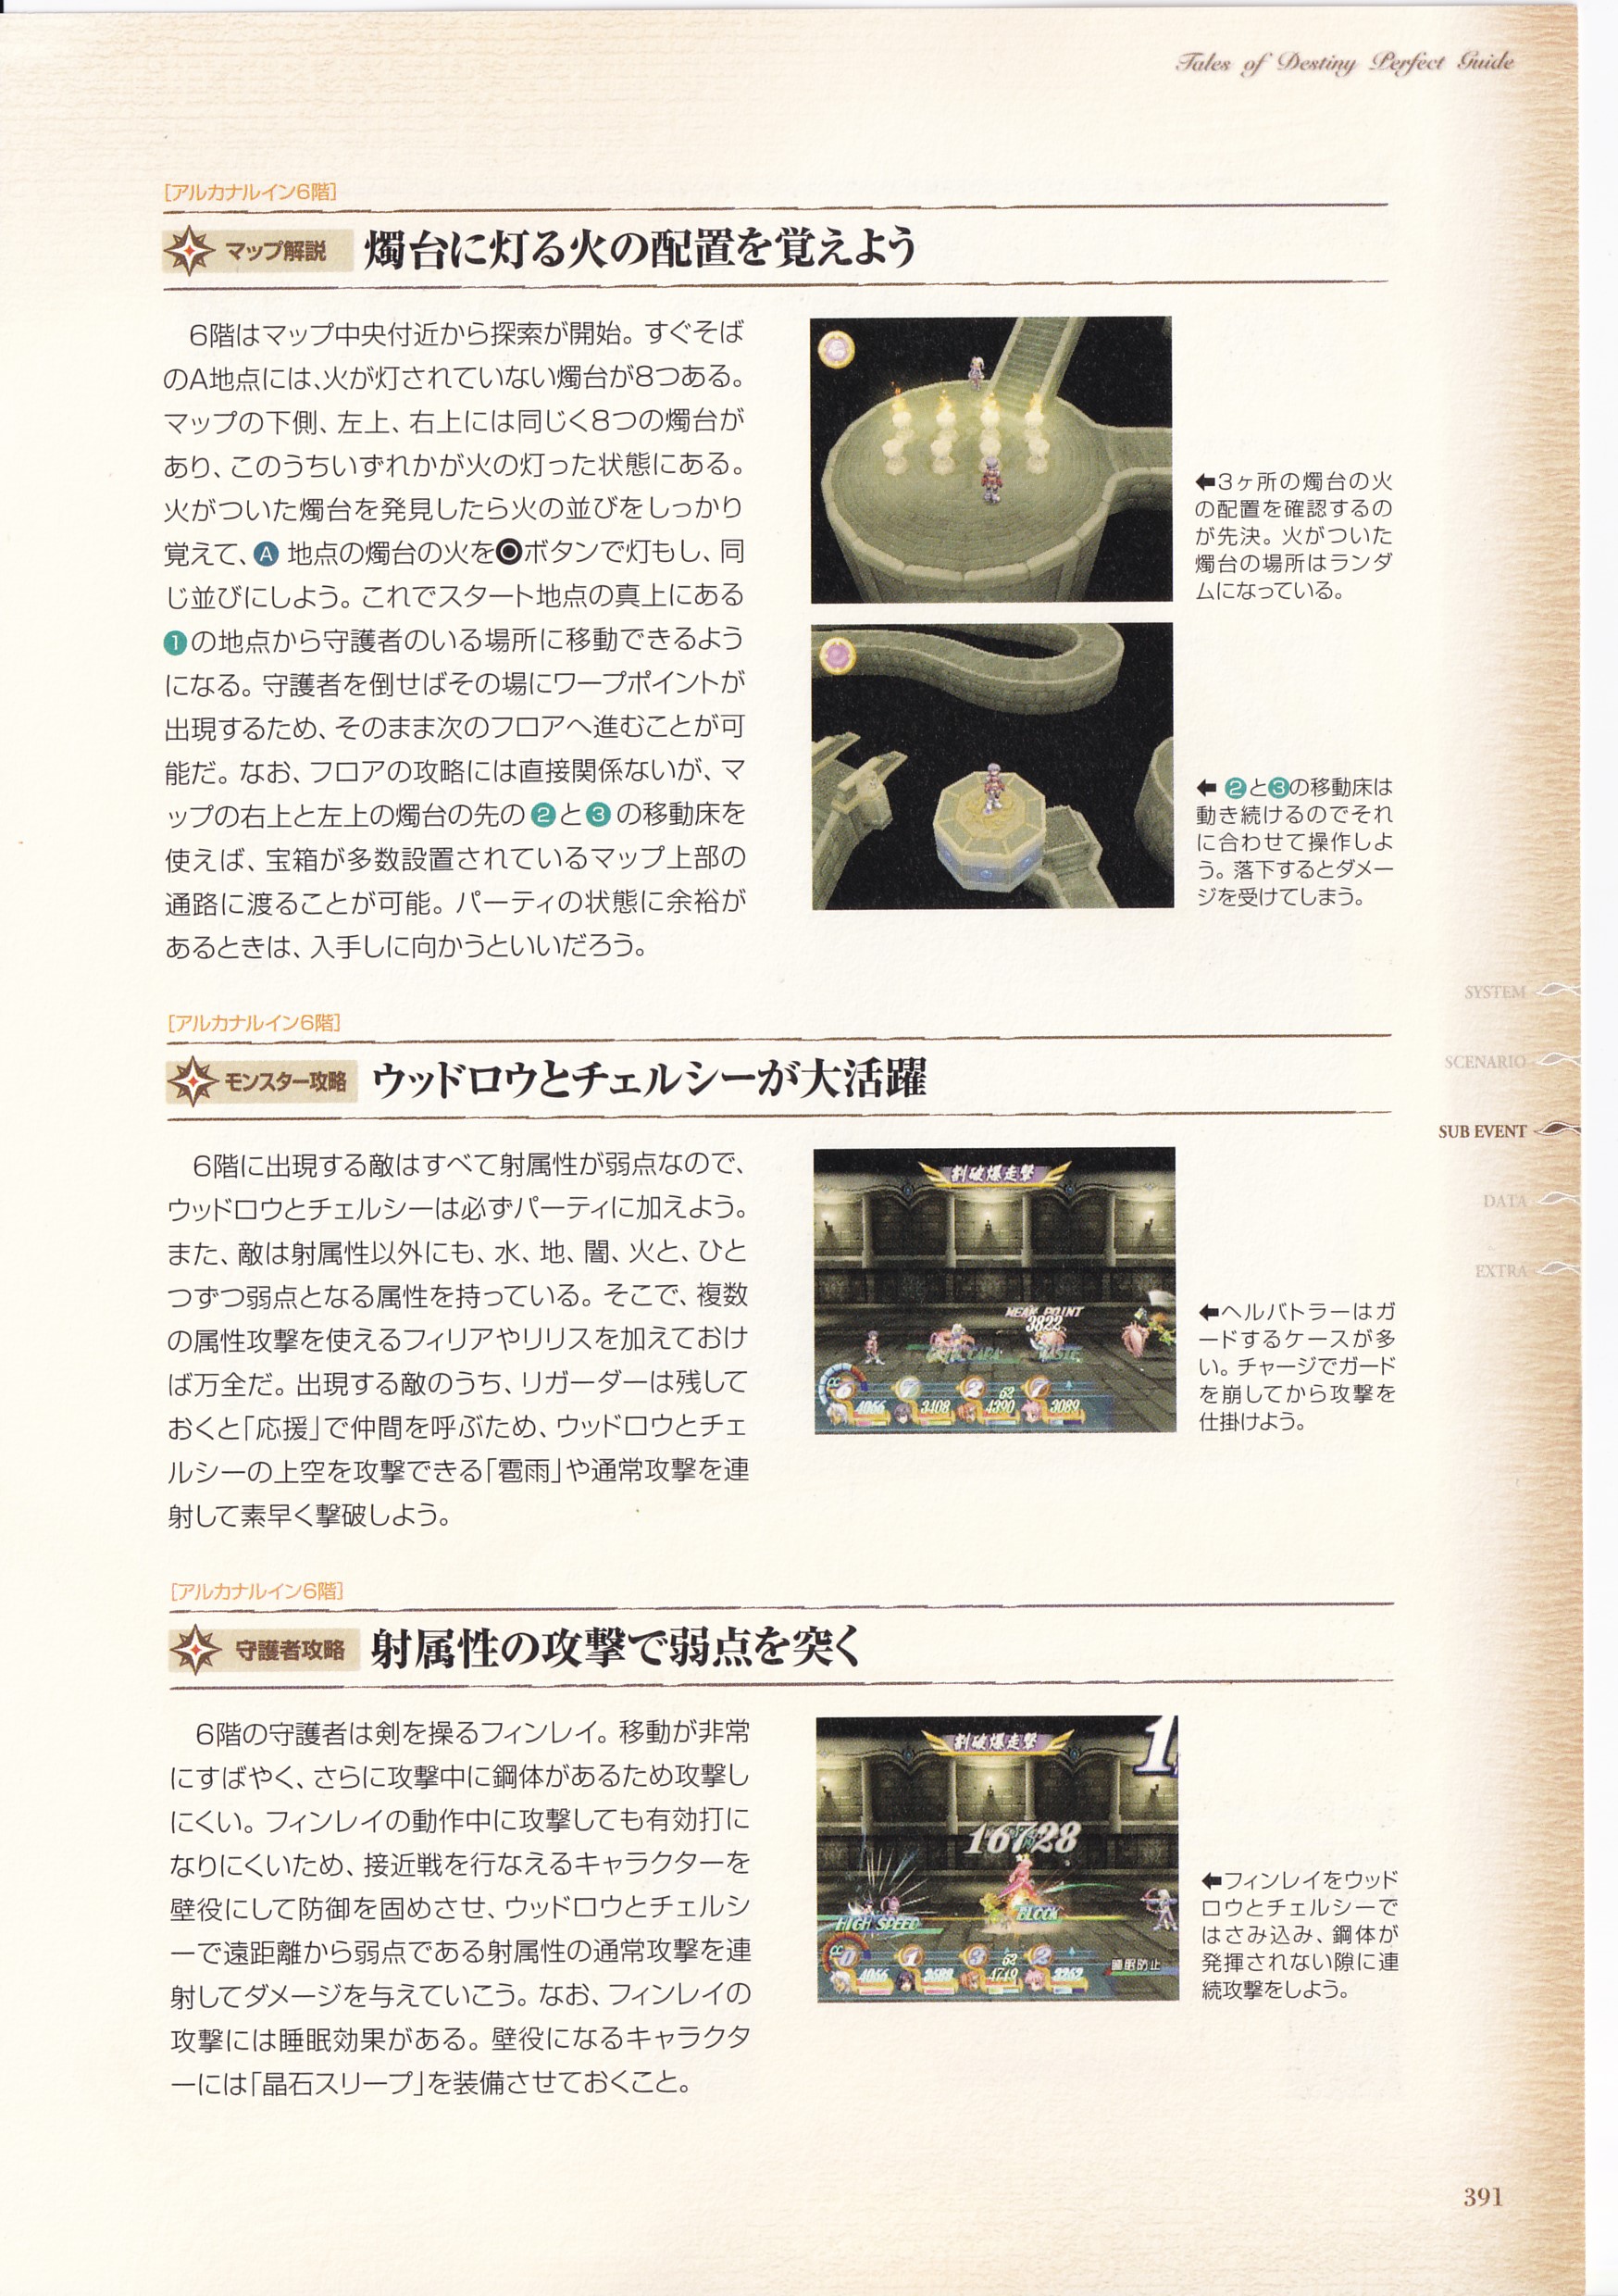 Tales of Destiny Perfect Guide
[アルカナルイン6階]
マップ解説 燭台に灯る火の配置を覚えよう
6階はマップ中央付近から探索が開始。すぐそば
のA地点には、火が灯されていない燭台が8つある。
マップの下側、左上、右上には同じく8つの燭台が
あり、このうちいずれかが火の灯った状態にある。
火がついた燭台を発見したら火の並びをしっかり
覚えて、A 地点の燭台の火を◎ボタンで灯もし、同
じ並びにしよう。これでスタート地点の真上にある
1の地点から守護者のいる場所に移動できるよう
になる。守護者を倒せばその場にワープポイントが
出現するため、そのまま次のフロアへ進むことが可
能だ。なお、フロアの攻略には直接関係ないが、マ
ップの右上と左上の燭台の先の2と3の移動床を
使えば、宝箱が多数設置されているマップ上部の
通路に渡ることが可能。パーティの状態に余裕が
あるときは、入手しに向かうといいだろう。
←3ヶ所の燭台の火
の配置を確認するの
が先決。火がついた
燭台の場所はランダ
ムになっている。
←2と3の移動床は
動き続けるのでそれ
に合わせて操作しよ
う。落下するとダメー
ジを受けてしまう。
[アルカナルイン6階]
モンスター攻略 ウッドロウとチェルシーが大活躍
6階に出現する敵はすべて射属性が弱点なので、
ウッドロウとチェルシーは必ずパーティに加えよう。
また、敵は射属性以外にも、水、地、闇、火と、ひと
つずつ弱点となる属性を持っている。そこで、複数
の属性攻撃を使えるフィリアやリリスを加えておけ
ば万全だ。出現する敵のうち、リガーダーは残して
おくと「応援」で仲間を呼ぶため、ウッドロウとチェ
ルシーの上空を攻撃できる「雹雨」や通常攻撃を連
射して素早く撃破しよう。
割破爆走撃
WEAK POINT
3822
6 7 2 62 7
4066 3408 4390 3089
←ヘルバトラーはガ
ードするケースが多
い。チャージでガード
を崩してから攻撃を
仕掛けよう。
[アルカナルイン6階]
守護者攻略 射属性の攻撃で弱点を突く
6階の守護者は剣を操るフィンレイ。移動が非常
にすばやく、さらに攻撃中に鋼体があるため攻撃し
にくい。フィンレイの動作中に攻撃しても有効打に
なりにくいため、接近戦を行なえるキャラクターを
壁役にして防御を固めさせ、ウッドロウとチェルシ
ーで遠距離から弱点である射属性の通常攻撃を連
射してダメージを与えていこう。なお、フィンレイの
攻撃には睡眠効果がある。壁役になるキャラクタ
ーには「晶石スリープ」を装備させておくこと。
割破爆走撃
1
16728
HIGH SPEED
BLOCK
0 1 3 62 2
4066 4719 3262
睡眠防止
←フィンレイをウッド
ロウとチェルシーで
はさみ込み、鋼体が
発揮されない隙に連
続攻撃をしよう。
SYSTEM
SCENARIO
SUB EVENT
DATA
EXTRA
391